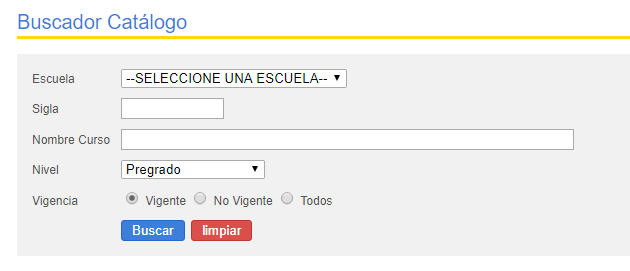 Buscador Catálogo
Escuela --SELECCIONE UNA ESCUELA--
Sigla
Nombre Curso
Nivel Pregrado
Vigencia Vigente No Vigente Todos
Buscar limpiar